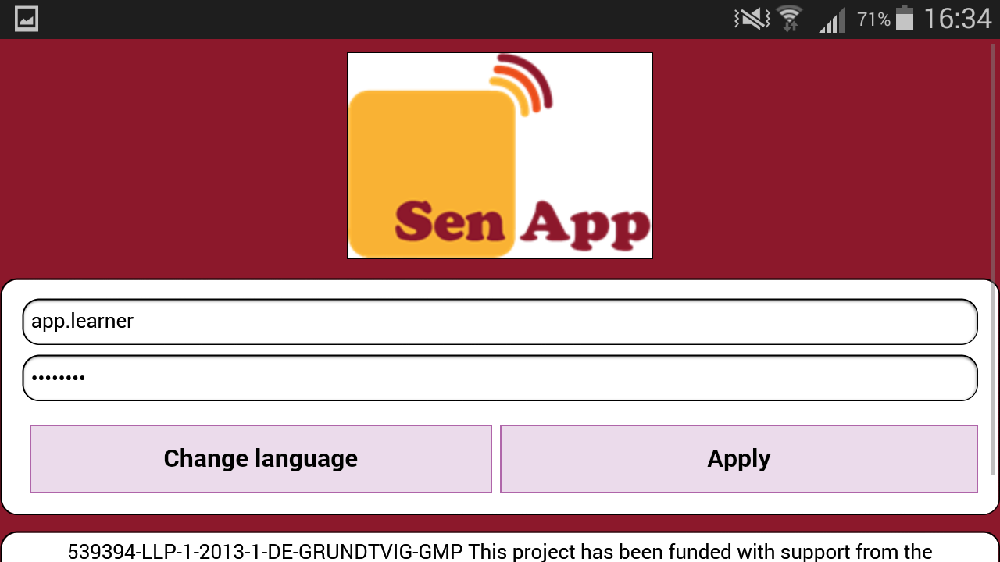 71% 16:34
Sen App
app.learner
••••••••
Change language
Apply
539394-LLP-1-2013-1-DE-GRUNDTVIG-GMP This project has been funded with support from the